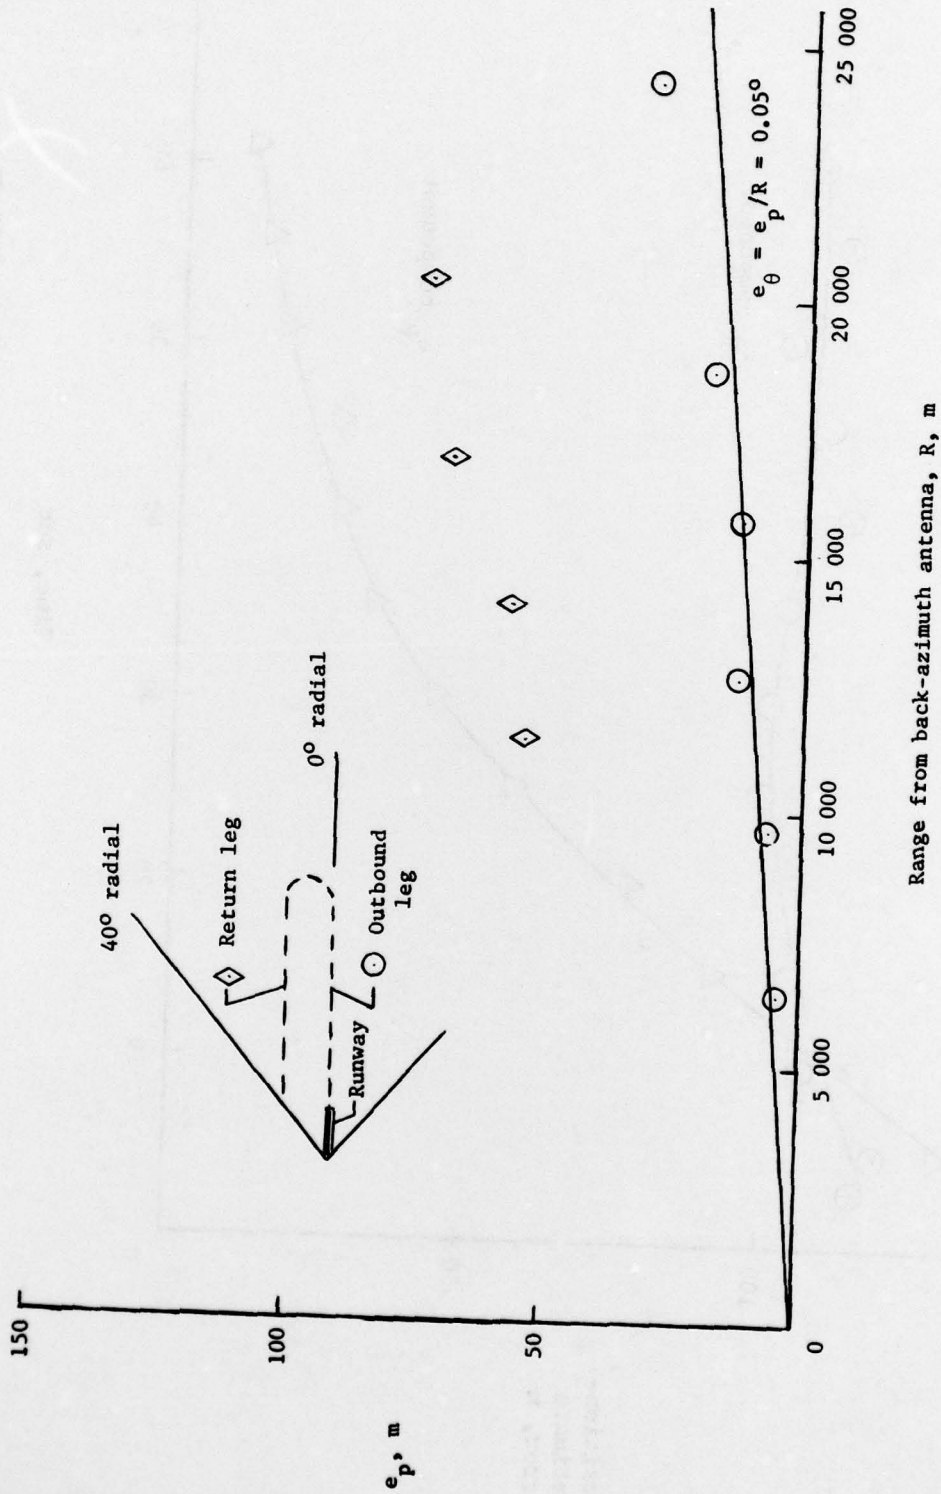 150
100
50
0
e_p, m
40° radial
Return leg
0° radial
Outbound
leg
Runway
e_θ = e_p/R = 0.05°
5 000
10 000
15 000
20 000
25 000
Range from back-azimuth antenna, R, m